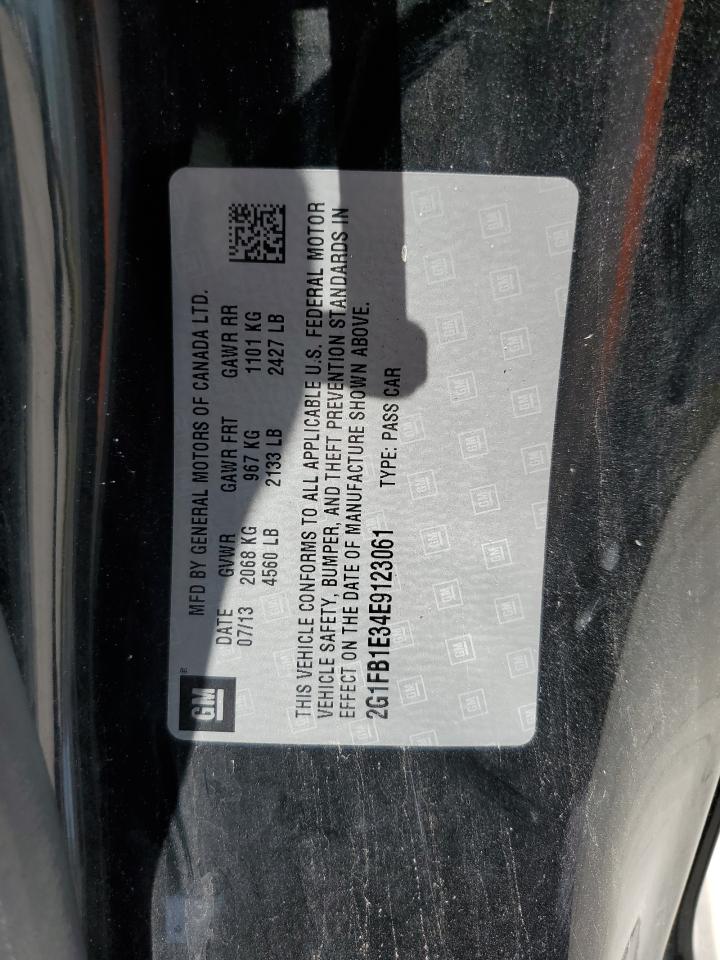 GM ®
MFD BY GENERAL MOTORS OF CANADA LTD.
DATE GVWR GAWR FRT GAWR RR
07/13 2068 KG 967 KG 1101 KG
4560 LB 2133 LB 2427 LB
THIS VEHICLE CONFORMS TO ALL APPLICABLE U.S. FEDERAL MOTOR
VEHICLE SAFETY, BUMPER, AND THEFT PREVENTION STANDARDS IN
EFFECT ON THE DATE OF MANUFACTURE SHOWN ABOVE.
2G1FB1E34E9123061 TYPE: PASS CAR